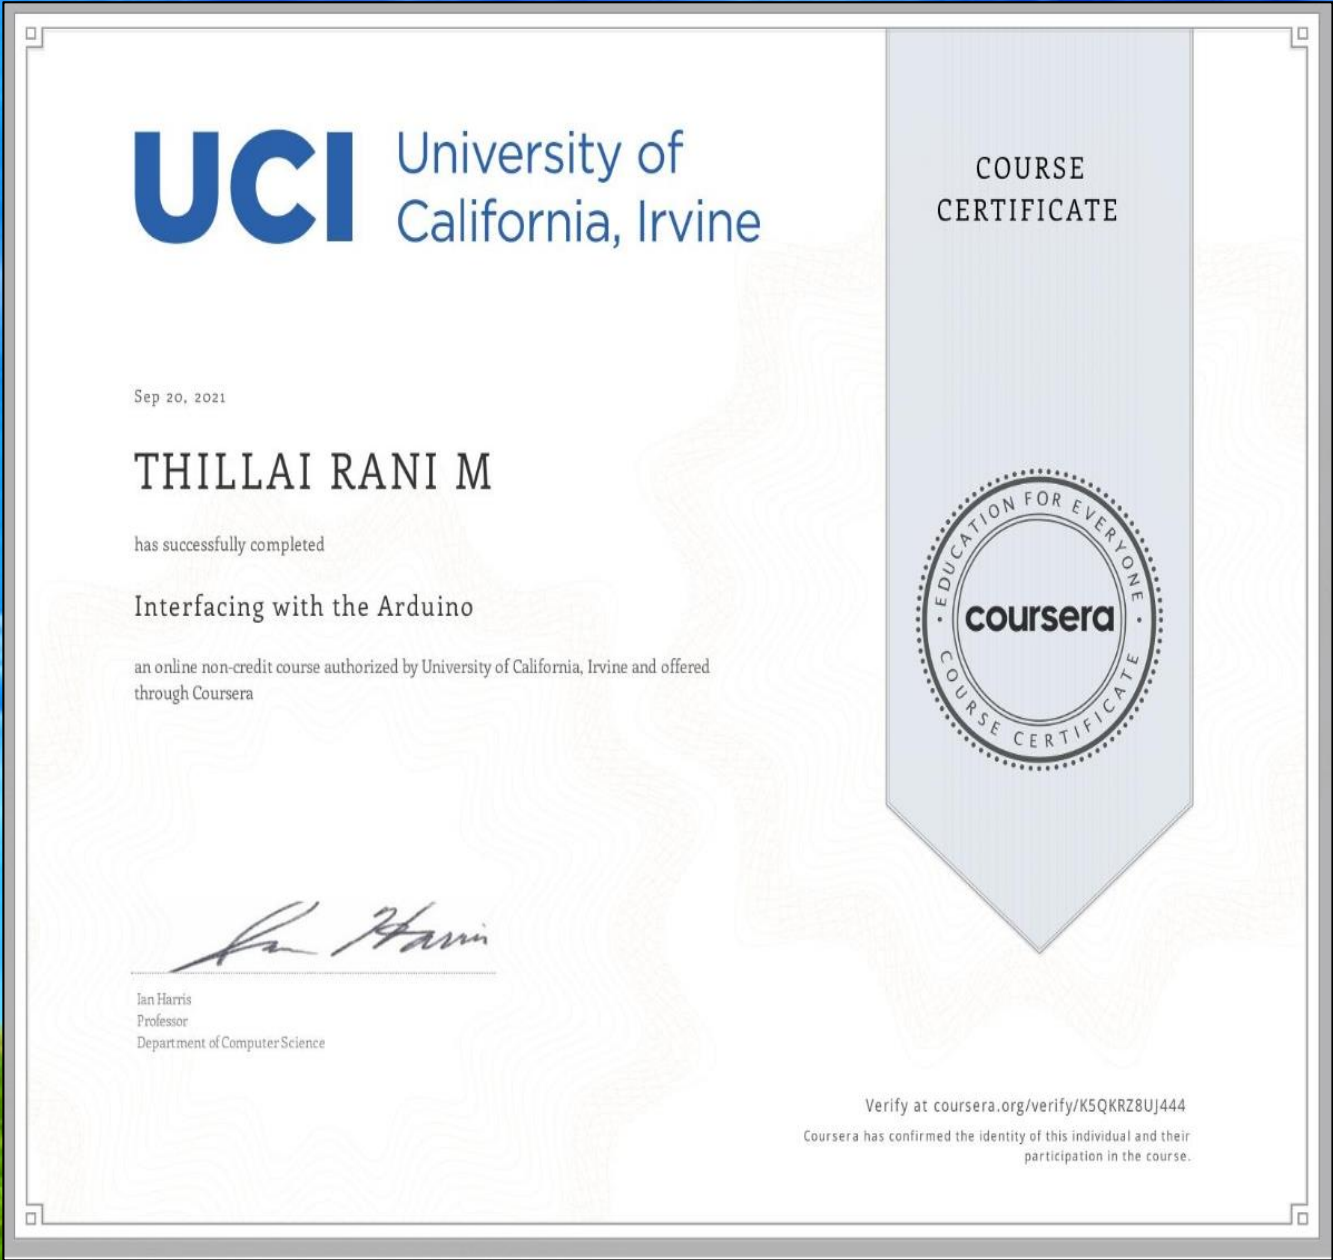 UCI
University of
California, Irvine
COURSE
CERTIFICATE
Sep 20, 2021
THILLAI RANI M
has successfully completed
Interfacing with the Arduino
an online non-credit course authorized by University of California, Irvine and offered
through Coursera
EDUCATION FOR EVERYONE
coursera
COURSE CERTIFICATE
Ian Harris
Ian Harris
Professor
Department of Computer Science
Verify at coursera.org/verify/K5QKRZ8UJ444
Coursera has confirmed the identity of this individual and their
participation in the course.